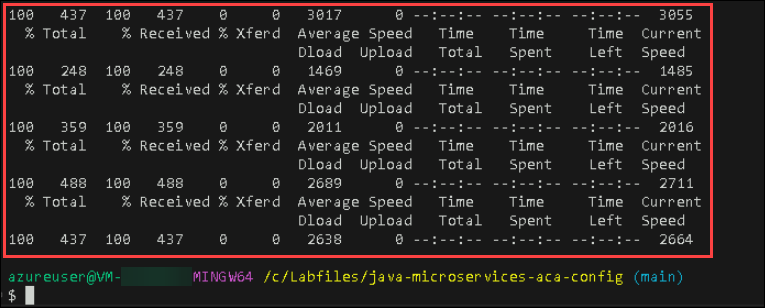 100 437 100 437 0 0 3017 0 --:--:-- --:--:-- --:--:-- 3055
% Total % Received % Xferd Average Speed Time Time Time Current
Dload Upload Total Spent Left Speed
100 248 100 248 0 0 1469 0 --:--:-- --:--:-- --:--:-- 1485
% Total % Received % Xferd Average Speed Time Time Time Current
Dload Upload Total Spent Left Speed
100 359 100 359 0 0 2011 0 --:--:-- --:--:-- --:--:-- 2016
% Total % Received % Xferd Average Speed Time Time Time Current
Dload Upload Total Spent Left Speed
100 488 100 488 0 0 2689 0 --:--:-- --:--:-- --:--:-- 2711
% Total % Received % Xferd Average Speed Time Time Time Current
Dload Upload Total Spent Left Speed
100 437 100 437 0 0 2638 0 --:--:-- --:--:-- --:--:-- 2664
azureuser@VM- MINGW64 /c/Labfiles/java-microservices-aca-config (main)
$